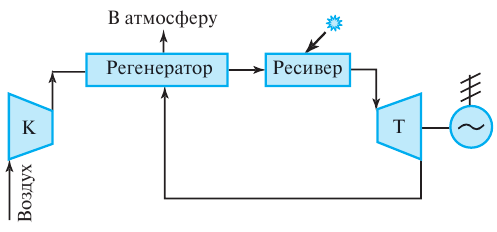 В атмосферу
Регенератор
Ресивер
К
Т
Воздух